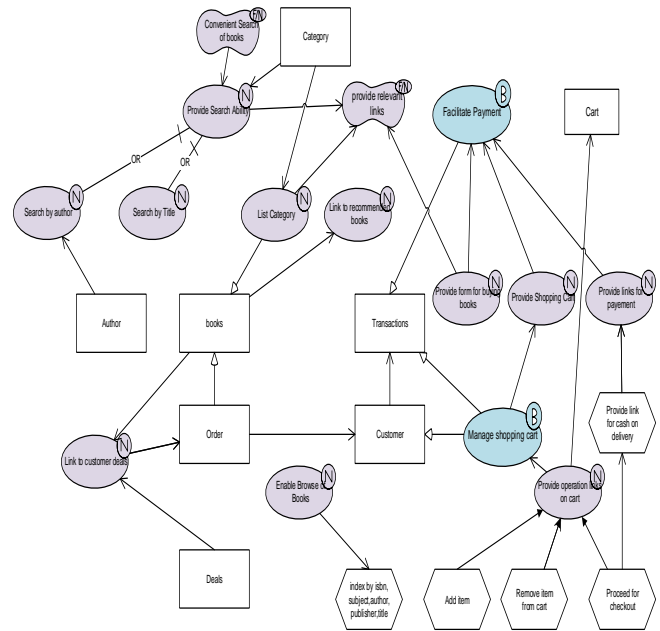 Convenient Search
of books
F/N
Category
Provide Search Ability
N
provide relevant
links
F/N
Facilitate Payment
B
Cart
OR
OR
Search by author
N
Search by Title
N
List Category
N
Link to recommended
books
N
Provide form for buying
books
N
Provide Shopping Cart
N
Provide links for
payement
N
Author
books
Transactions
Provide link
for cash on
delivery
Link to customer deals
N
Order
Customer
Manage shopping cart
B
Enable Browse of
Books
N
Provide operation links
on cart
N
Deals
index by isbn,
subject,author,
publisher,title
Add item
Remove item
from cart
Proceed for
checkout